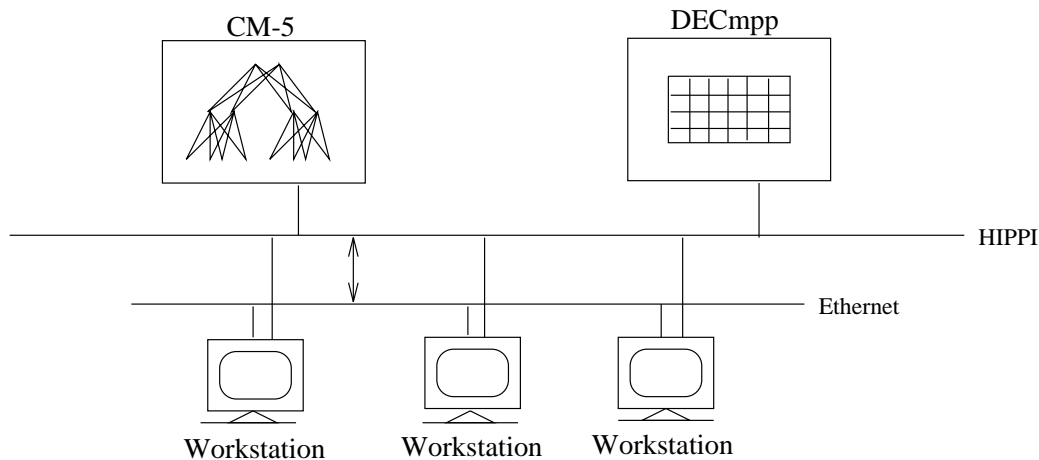 CM-5
DECmpp
HIPPI
Ethernet
Workstation
Workstation
Workstation